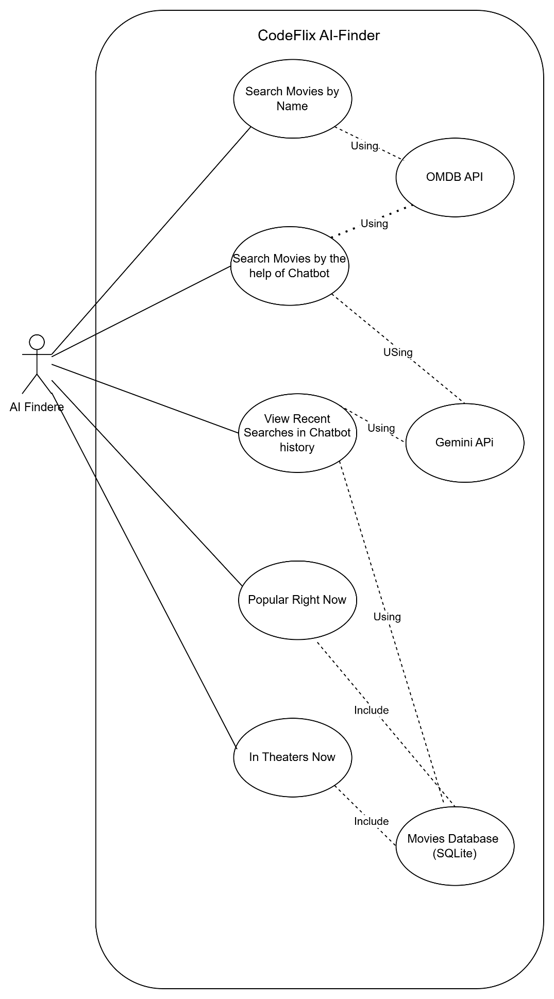 CodeFlix AI-Finder
Search Movies by
Name
Using
OMDB API
Using
Search Movies by the
help of Chatbot
USing
AI Findere
View Recent
Searches in Chatbot
history
Using
Gemini APi
Popular Right Now
Using
Include
In Theaters Now
Include
Movies Database
(SQLite)